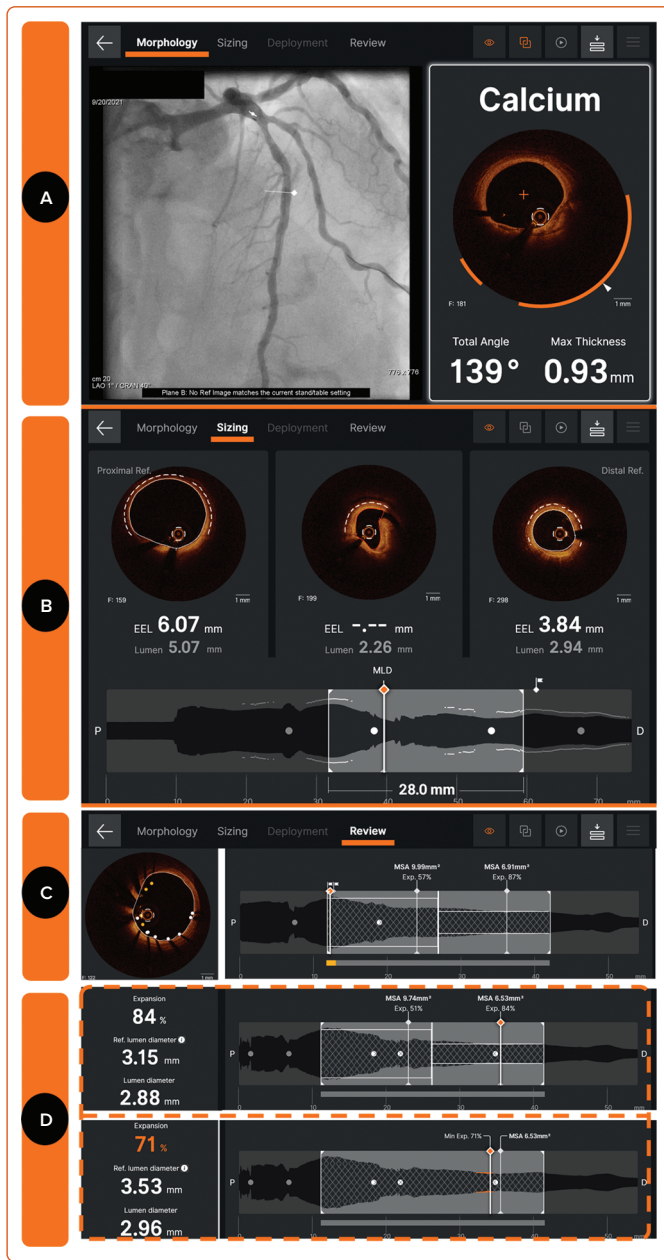 A
Morphology Sizing Deployment Review
9/20/2021
cm 20
LAO 1° / CRAN 40°
776 X 776
Plane B: No Ref Image matches the current stand/table setting
Calcium
F: 181
1 mm
Total Angle Max Thickness
139° 0.93 mm
B
Morphology Sizing Deployment Review
Proximal Ref. Distal Ref.
F: 159 1 mm F: 199 1 mm F: 298 1 mm
EEL 6.07 mm EEL -.-- mm EEL 3.84 mm
Lumen 5.07 mm Lumen 2.26 mm Lumen 2.94 mm
MLD
P D
28.0 mm
0 10 20 30 40 50 60 70 mm
C
Morphology Sizing Deployment Review
MSA 9.99mm² MSA 6.91mm²
Exp. 57% Exp. 87%
P D
F: 122 1 mm
0 10 20 30 40 50 mm
D
Expansion
84 %
Ref. lumen diameter
3.15 mm
Lumen diameter
2.88 mm
MSA 9.74mm² MSA 6.53mm²
Exp. 51% Exp. 84%
P D
0 10 20 30 40 50 mm
Expansion
71 %
Ref. lumen diameter
3.53 mm
Lumen diameter
2.96 mm
Min Exp. 71% MSA 6.53mm²
P D
0 10 20 30 40 50 mm